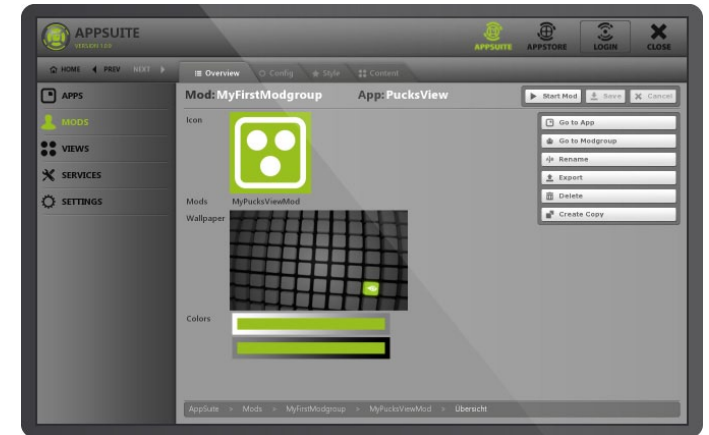 APPSUITE
VERSION 1.0.0
APPSUITE APPSTORE LOGIN CLOSE
HOME PREV NEXT
Overview Config Style Content
APPS
MODS
VIEWS
SERVICES
SETTINGS
Mod: MyFirstModgroup App: PucksView
Start Mod Save Cancel
Icon
Go to App
Go to Modgroup
Rename
Export
Delete
Create Copy
Mods MyPucksViewMod
Wallpaper
Colors
AppSuite > Mods > MyFirstModgroup > MyPucksViewMod > Übersicht